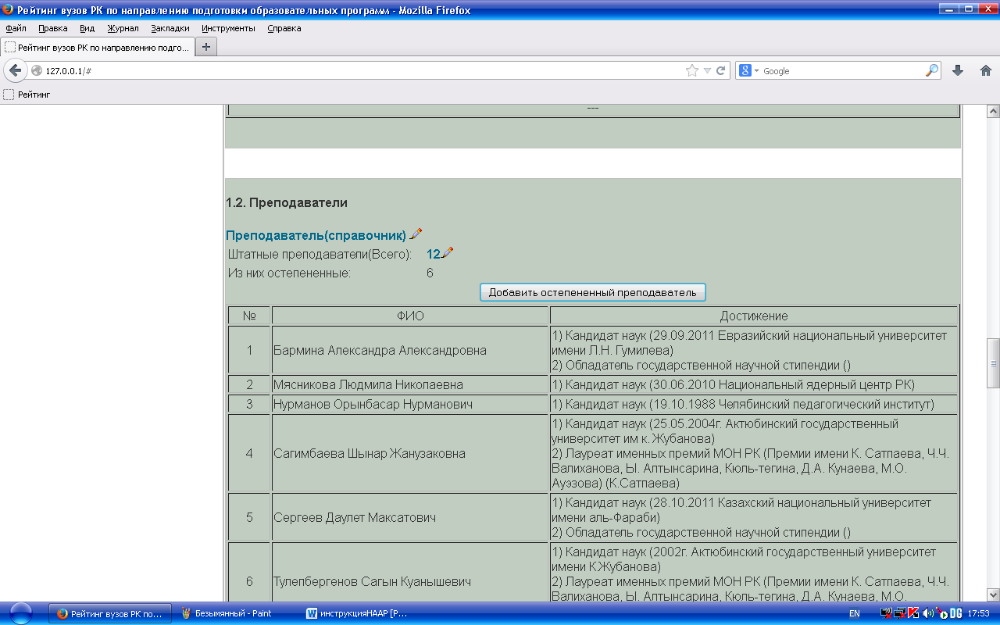 Рейтинг вузов РК по направлению подготовки образовательных программ - Mozilla Firefox
Файл Правка Вид Журнал Закладки Инструменты Справка
Рейтинг вузов РК по направлению подго... +
127.0.0.1/# Google
Рейтинг
---
1.2. Преподаватели
Преподаватель(справочник)
Штатные преподаватели(Всего): 12
Из них остепененные: 6
Добавить остепененный преподаватель
№ ФИО Достижение
1 Бармина Александра Александровна
1) Кандидат наук (29.09.2011 Евразийский национальный университет
имени Л.Н. Гумилева)
2) Обладатель государственной научной стипендии ()
2 Мясникова Людмила Николаевна 1) Кандидат наук (30.06.2010 Национальный ядерный центр РК)
3 Нурманов Орынбасар Нурманович 1) Кандидат наук (19.10.1988 Челябинский педагогический институт)
4 Сагимбаева Шынар Жанузаковна
1) Кандидат наук (25.05.2004г. Актюбинский государственный
университет им к. Жубанова)
2) Лауреат именных премий МОН РК (Премии имени К. Сатпаева, Ч.Ч.
Валиханова, Ы. Алтынсарина, Кюль-тегина, Д.А. Кунаева, М.О.
Ауэзова) (К.Сатпаева)
5 Сергеев Даулет Максатович
1) Кандидат наук (28.10.2011 Казахский национальный университет
имени аль-Фараби)
2) Обладатель государственной научной стипендии ()
6 Тулепбергенов Сагын Куанышевич
1) Кандидат наук (2002г. Актюбинский государственный университет
имени К.Жубанова)
2) Лауреат именных премий МОН РК (Премии имени К. Сатпаева, Ч.Ч.
Валиханова, Ы. Алтынсарина, Кюль-тегина, Д.А. Кунаева, М.О.
Рейтинг вузов РК по... Безымянный - Paint инструкцияНААР [Р... EN DG 17:53